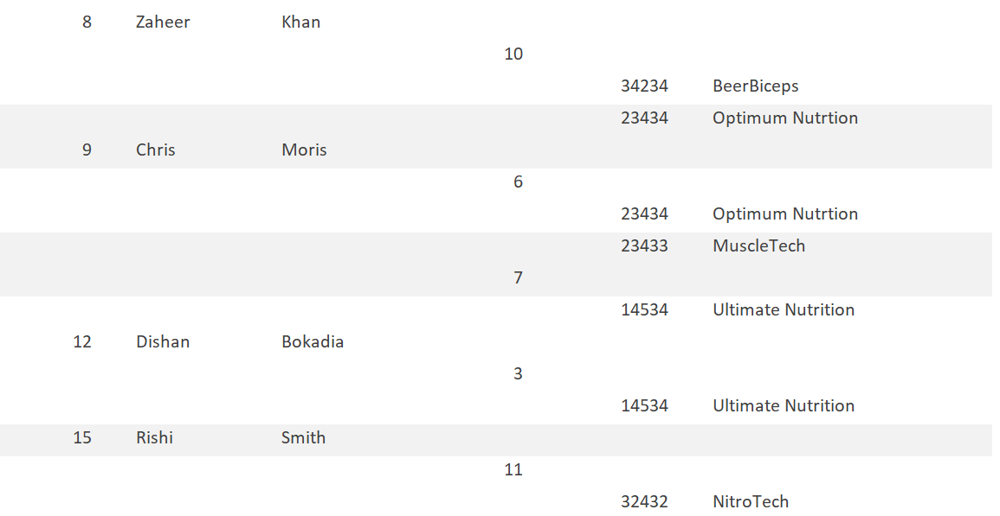 8 Zaheer Khan
10
34234 BeerBiceps
23434 Optimum Nutrtion
9 Chris Moris
6
23434 Optimum Nutrtion
23433 MuscleTech
7
14534 Ultimate Nutrition
12 Dishan Bokadia
3
14534 Ultimate Nutrition
15 Rishi Smith
11
32432 NitroTech